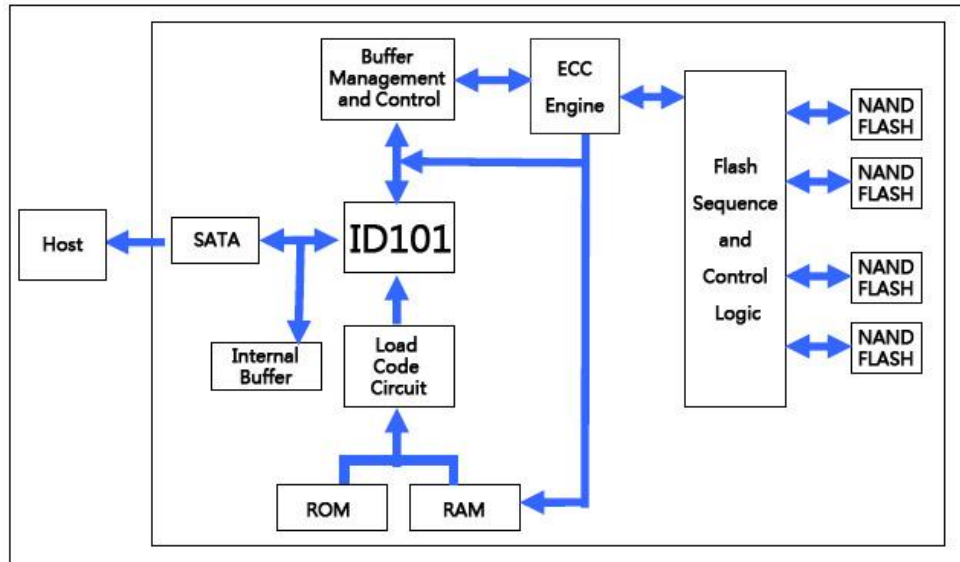 Buffer
Management
and Control
ECC
Engine
NAND
FLASH
Flash
Sequence
and
Control
Logic
NAND
FLASH
Host
SATA
ID101
NAND
FLASH
Internal
Buffer
Load
Code
Circuit
NAND
FLASH
ROM
RAM